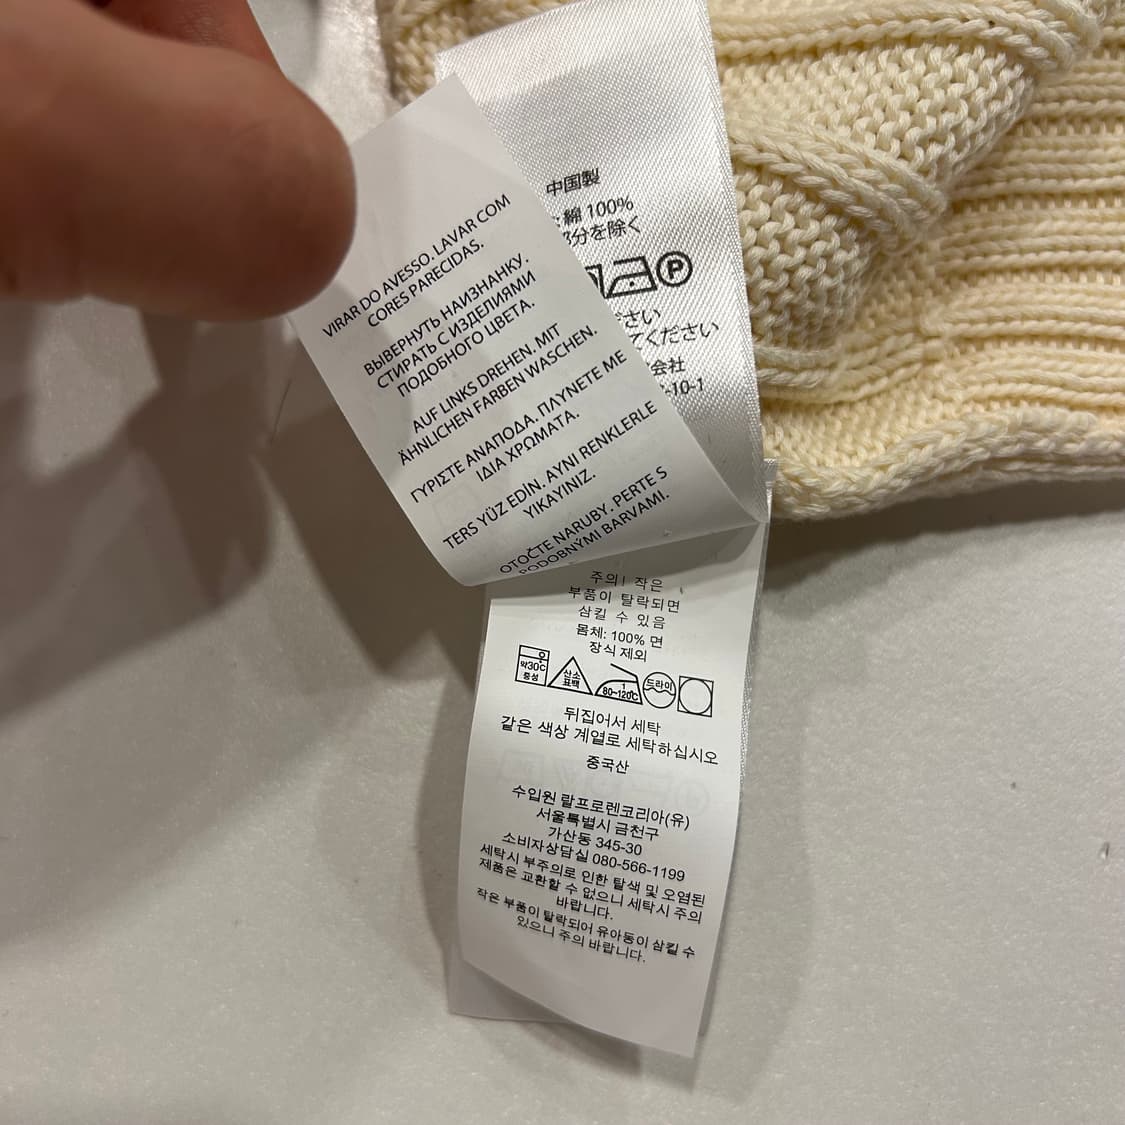 VIRAR DO AVESSO. LAVAR COM
CORES PARECIDAS.
ВЫВЕРНУТЬ НАИЗНАНКУ.
СТИРАТЬ С ИЗДЕЛИЯМИ
ПОДОБНОГО ЦВЕТА.
AUF LINKS DREHEN. MIT
ÄHNLICHEN FARBEN WASCHEN.
ΓΥΡΙΣΤΕ ΑΝΑΠΟΔΑ. ΠΛΥΝΕΤΕ ΜΕ
ΙΔΙΑ ΧΡΩΜΑΤΑ.
TERS YÜZ EDİN. AYNI RENKLERLE
YIKAYINIZ.
OTOČTE NARUBY. PERTE S
PODOBNÝMI BARVAMI.
中国製
綿 100%
部分を除く
P
ださい
てください
会社
-10-1
주의! 작은
부품이 탈락되면
삼킬 수 있음
몸체: 100% 면
장식 제외
약30℃
중성
산소
표백
1
80~120℃
드라이
뒤집어서 세탁
같은 색상 계열로 세탁하십시오
중국산
수입원 랄프로렌코리아(유)
서울특별시 금천구
가산동 345-30
소비자상담실 080-566-1199
세탁시 부주의로 인한 탈색 및 오염된
제품은 교환할 수 없으니 세탁시 주의
바랍니다.
작은 부품이 탈락되어 유아동이 삼킬 수
있으니 주의 바랍니다.